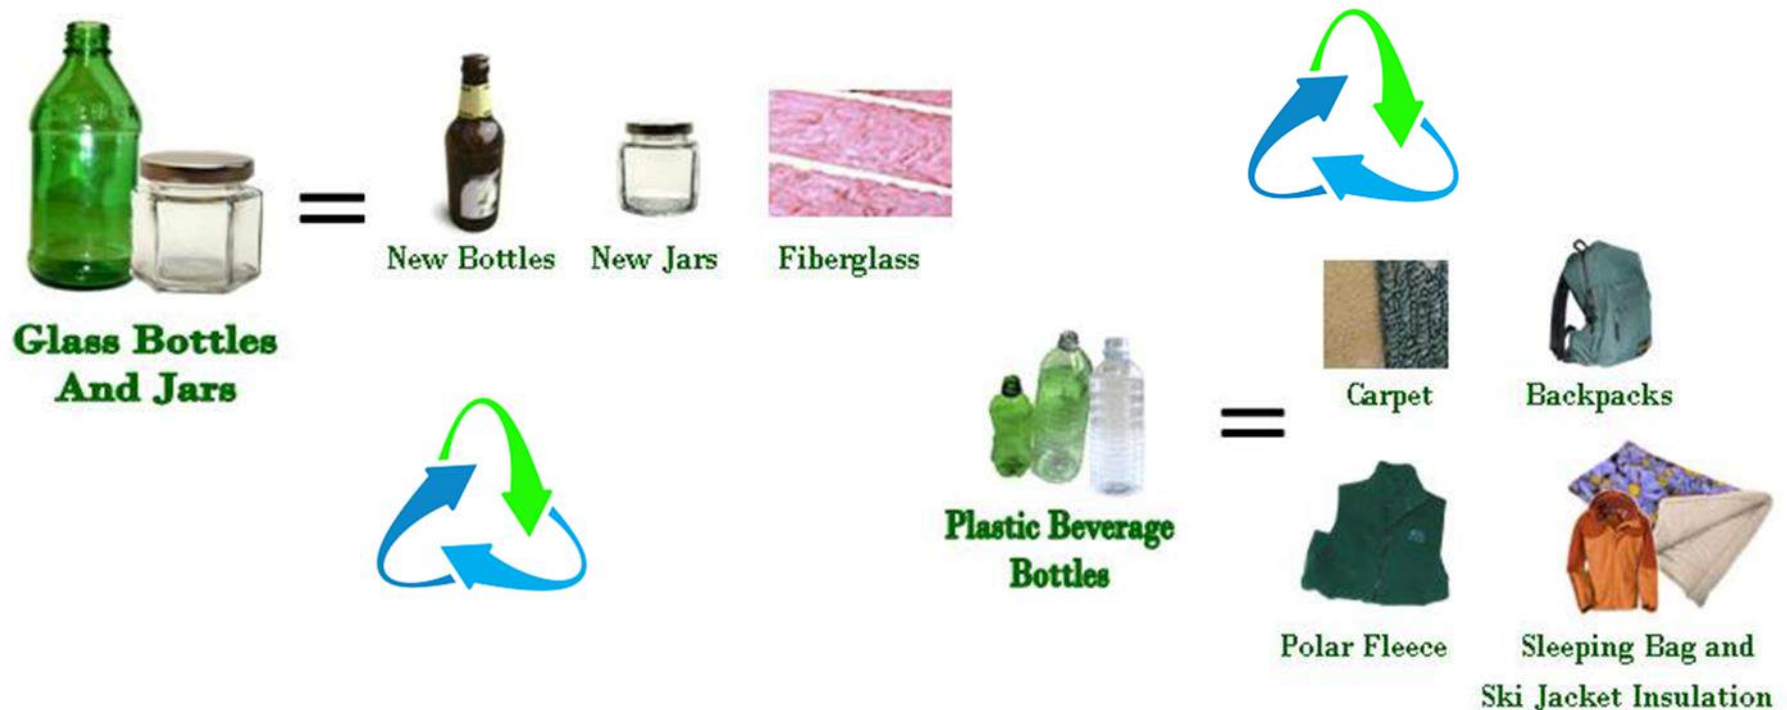 New Bottles
New Jars
Fiberglass
Glass Bottles
And Jars
Carpet
Backpacks
Plastic Beverage
Bottles
Polar Fleece
Sleeping Bag and
Ski Jacket Insulation